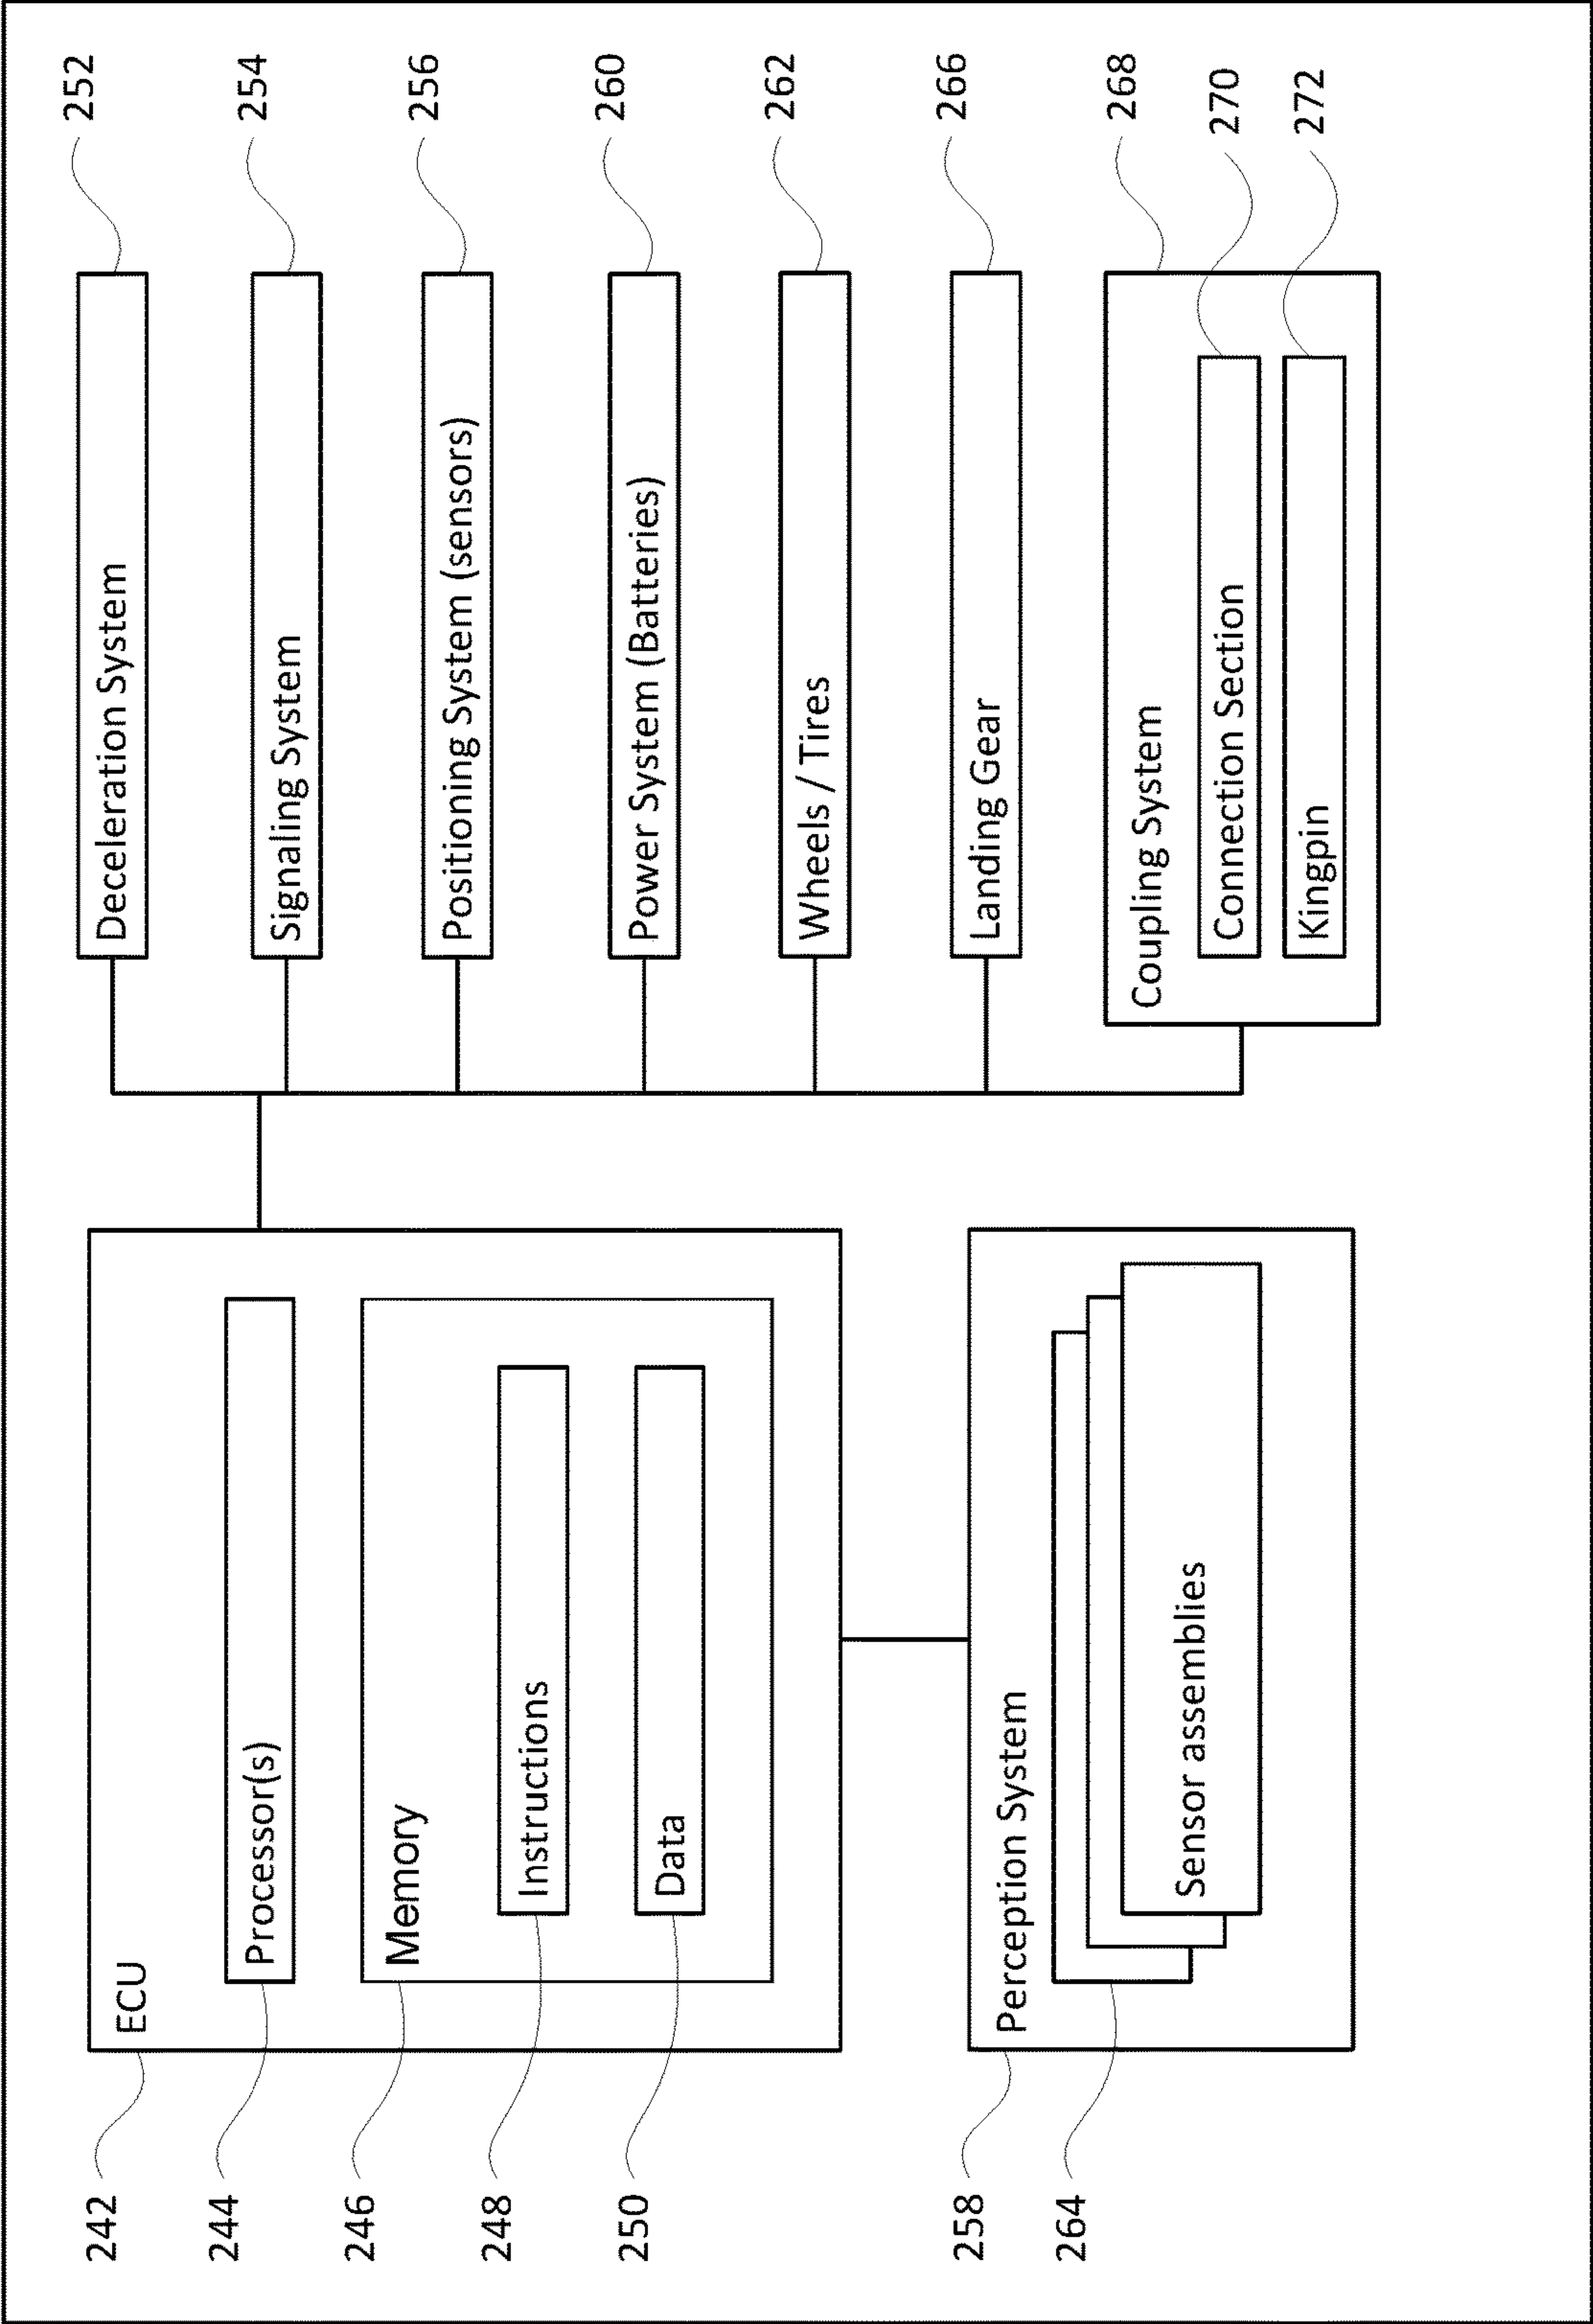 ECU
Processor(s)
Memory
Instructions
Data
242
244
246
248
250
Perception System
Sensor assemblies
258
264
Deceleration System
252
Signaling System
254
Positioning System (sensors)
256
Power System (Batteries)
260
Wheels / Tires
262
Landing Gear
266
Coupling System
268
Connection Section
270
Kingpin
272